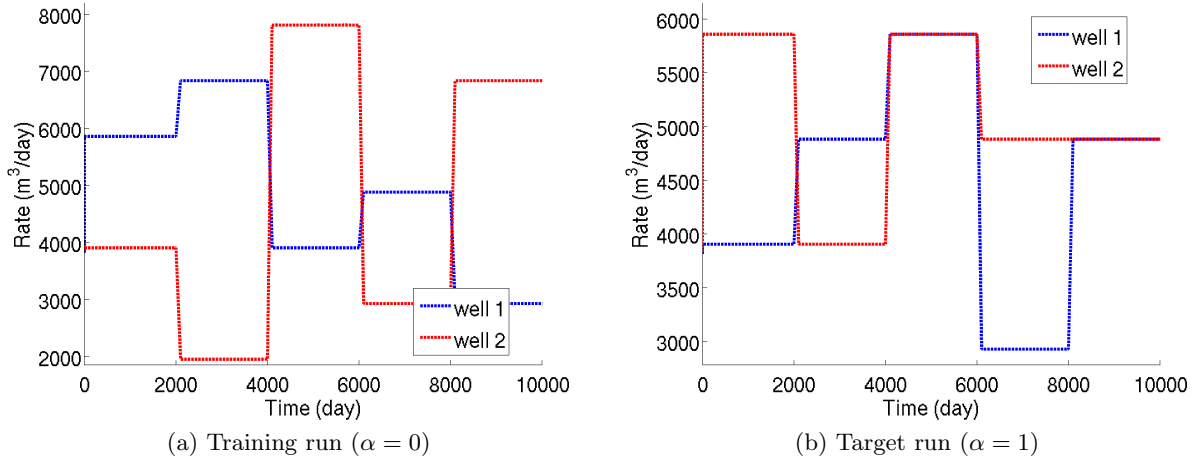 8000
7000
6000
5000
4000
3000
2000
Rate (m³/day)
0 2000 4000 6000 8000 10000
Time (day)
well 1
well 2
(a) Training run (α = 0)
6000
5500
5000
4500
4000
3500
3000
Rate (m³/day)
0 2000 4000 6000 8000 10000
Time (day)
well 1
well 2
(b) Target run (α = 1)